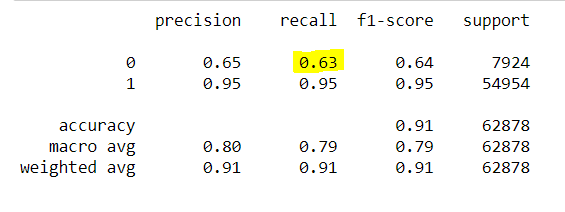 precision recall f1-score support
0 0.65 0.63 0.64 7924
1 0.95 0.95 0.95 54954
accuracy 0.91 62878
macro avg 0.80 0.79 0.79 62878
weighted avg 0.91 0.91 0.91 62878